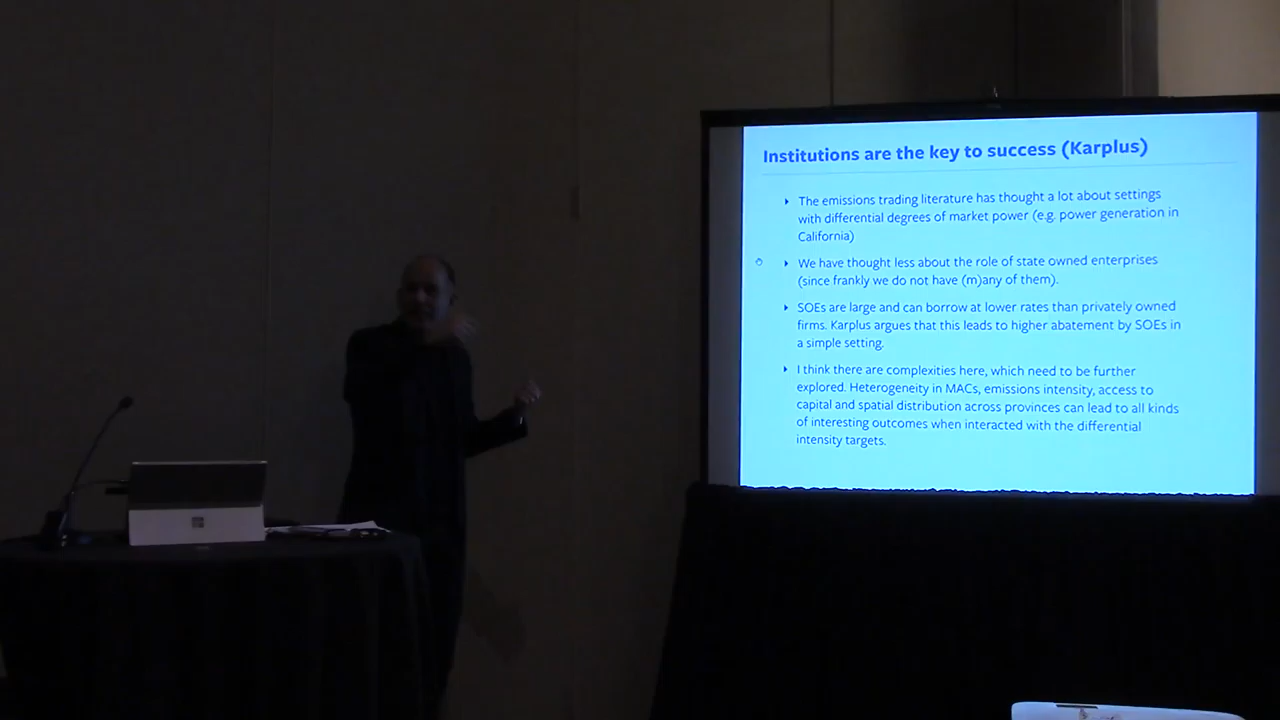 Institutions are the key to success (Karplus)
The emissions trading literature has thought a lot about settings
with differential degrees of market power (e.g. power generation in
California)
We have thought less about the role of state owned enterprises
(since frankly we do not have (m)any of them).
SOEs are large and can borrow at lower rates than privately owned
firms. Karplus argues that this leads to higher abatement by SOEs in
a simple setting.
I think there are complexities here, which need to be further
explored. Heterogeneity in MACs, emissions intensity, access to
capital and spatial distribution across provinces can lead to all kinds
of interesting outcomes when interacted with the differential
intensity targets.